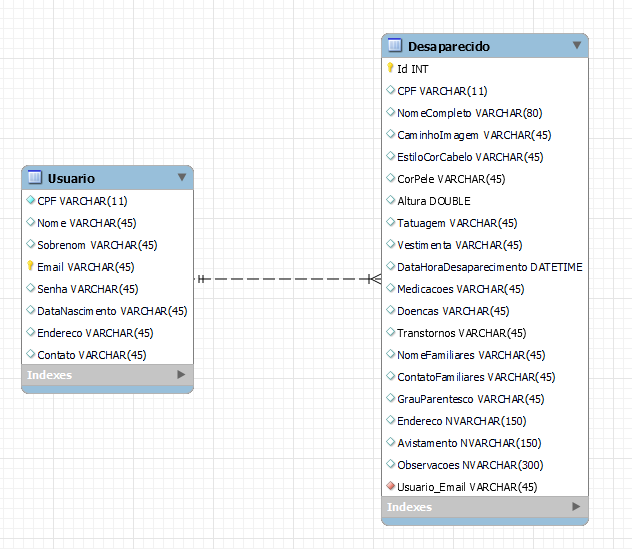 Usuario
CPF VARCHAR(11)
Nome VARCHAR(45)
Sobrenom VARCHAR(45)
Email VARCHAR(45)
Senha VARCHAR(45)
DataNascimento VARCHAR(45)
Endereco VARCHAR(45)
Contato VARCHAR(45)
Indexes
Desaparecido
Id INT
CPF VARCHAR(11)
NomeCompleto VARCHAR(80)
CaminhoImagem VARCHAR(45)
EstiloCorCabelo VARCHAR(45)
CorPele VARCHAR(45)
Altura DOUBLE
Tatuagem VARCHAR(45)
Vestimenta VARCHAR(45)
DataHoraDesaparecimento DATETIME
Medicacoes VARCHAR(45)
Doencas VARCHAR(45)
Transtornos VARCHAR(45)
NomeFamiliares VARCHAR(45)
ContatoFamiliares VARCHAR(45)
GrauParentesco VARCHAR(45)
Endereco NVARCHAR(150)
Avistamento NVARCHAR(150)
Observacoes NVARCHAR(300)
Usuario_Email VARCHAR(45)
Indexes